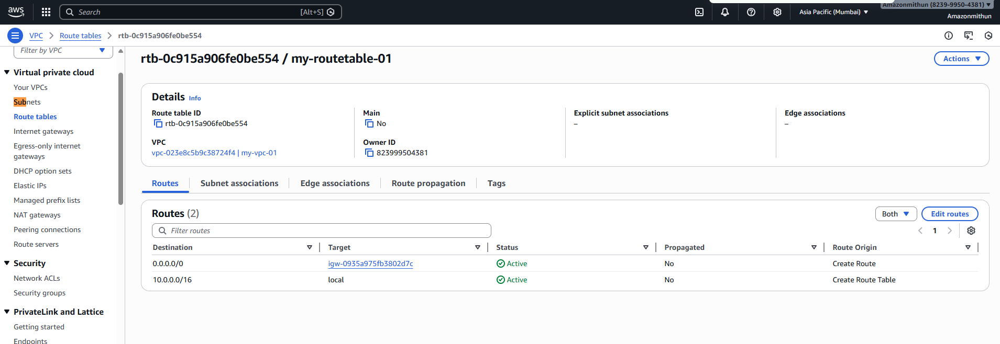 aws
Search [Alt+S]
Asia Pacific (Mumbai)
Amazonmithun (8239-9950-4381)
Amazonmithun
VPC > Route tables > rtb-0c915a906fe0be554
Filter by VPC
Virtual private cloud
Your VPCs
Subnets
Route tables
Internet gateways
Egress-only internet
gateways
DHCP option sets
Elastic IPs
Managed prefix lists
NAT gateways
Peering connections
Route servers
Security
Network ACLs
Security groups
PrivateLink and Lattice
Getting started
Endpoints
rtb-0c915a906fe0be554 / my-routetable-01
Actions
Details Info
Route table ID
rtb-0c915a906fe0be554
Main
No
Explicit subnet associations
–
Edge associations
–
VPC
vpc-023e8c5b9c38724f4 | my-vpc-01
Owner ID
823999504381
Routes Subnet associations Edge associations Route propagation Tags
Routes (2)
Both Edit routes
Filter routes
1
Destination Target Status Propagated Route Origin
0.0.0.0/0 igw-0935a975fb3802d7c Active No Create Route
10.0.0.0/16 local Active No Create Route Table